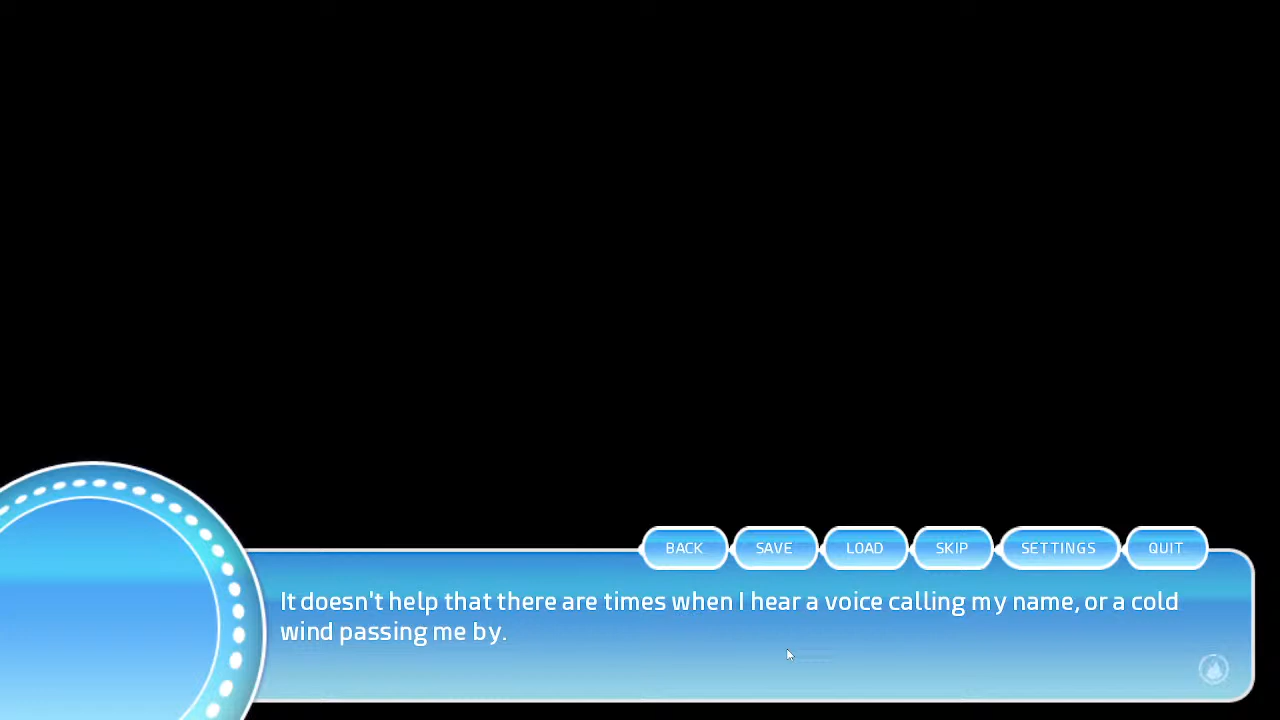 BACK SAVE LOAD SKIP SETTINGS QUIT
It doesn't help that there are times when I hear a voice calling my name, or a cold
wind passing me by.